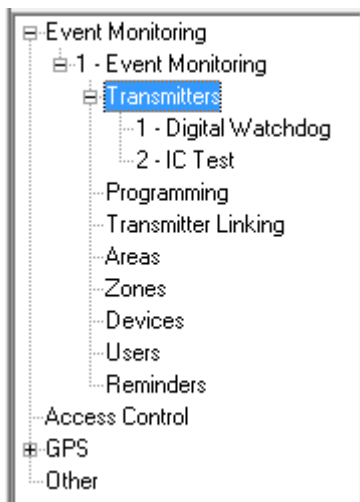 Event Monitoring
1 - Event Monitoring
Transmitters
1 - Digital Watchdog
2 - IC Test
Programming
Transmitter Linking
Areas
Zones
Devices
Users
Reminders
Access Control
GPS
Other